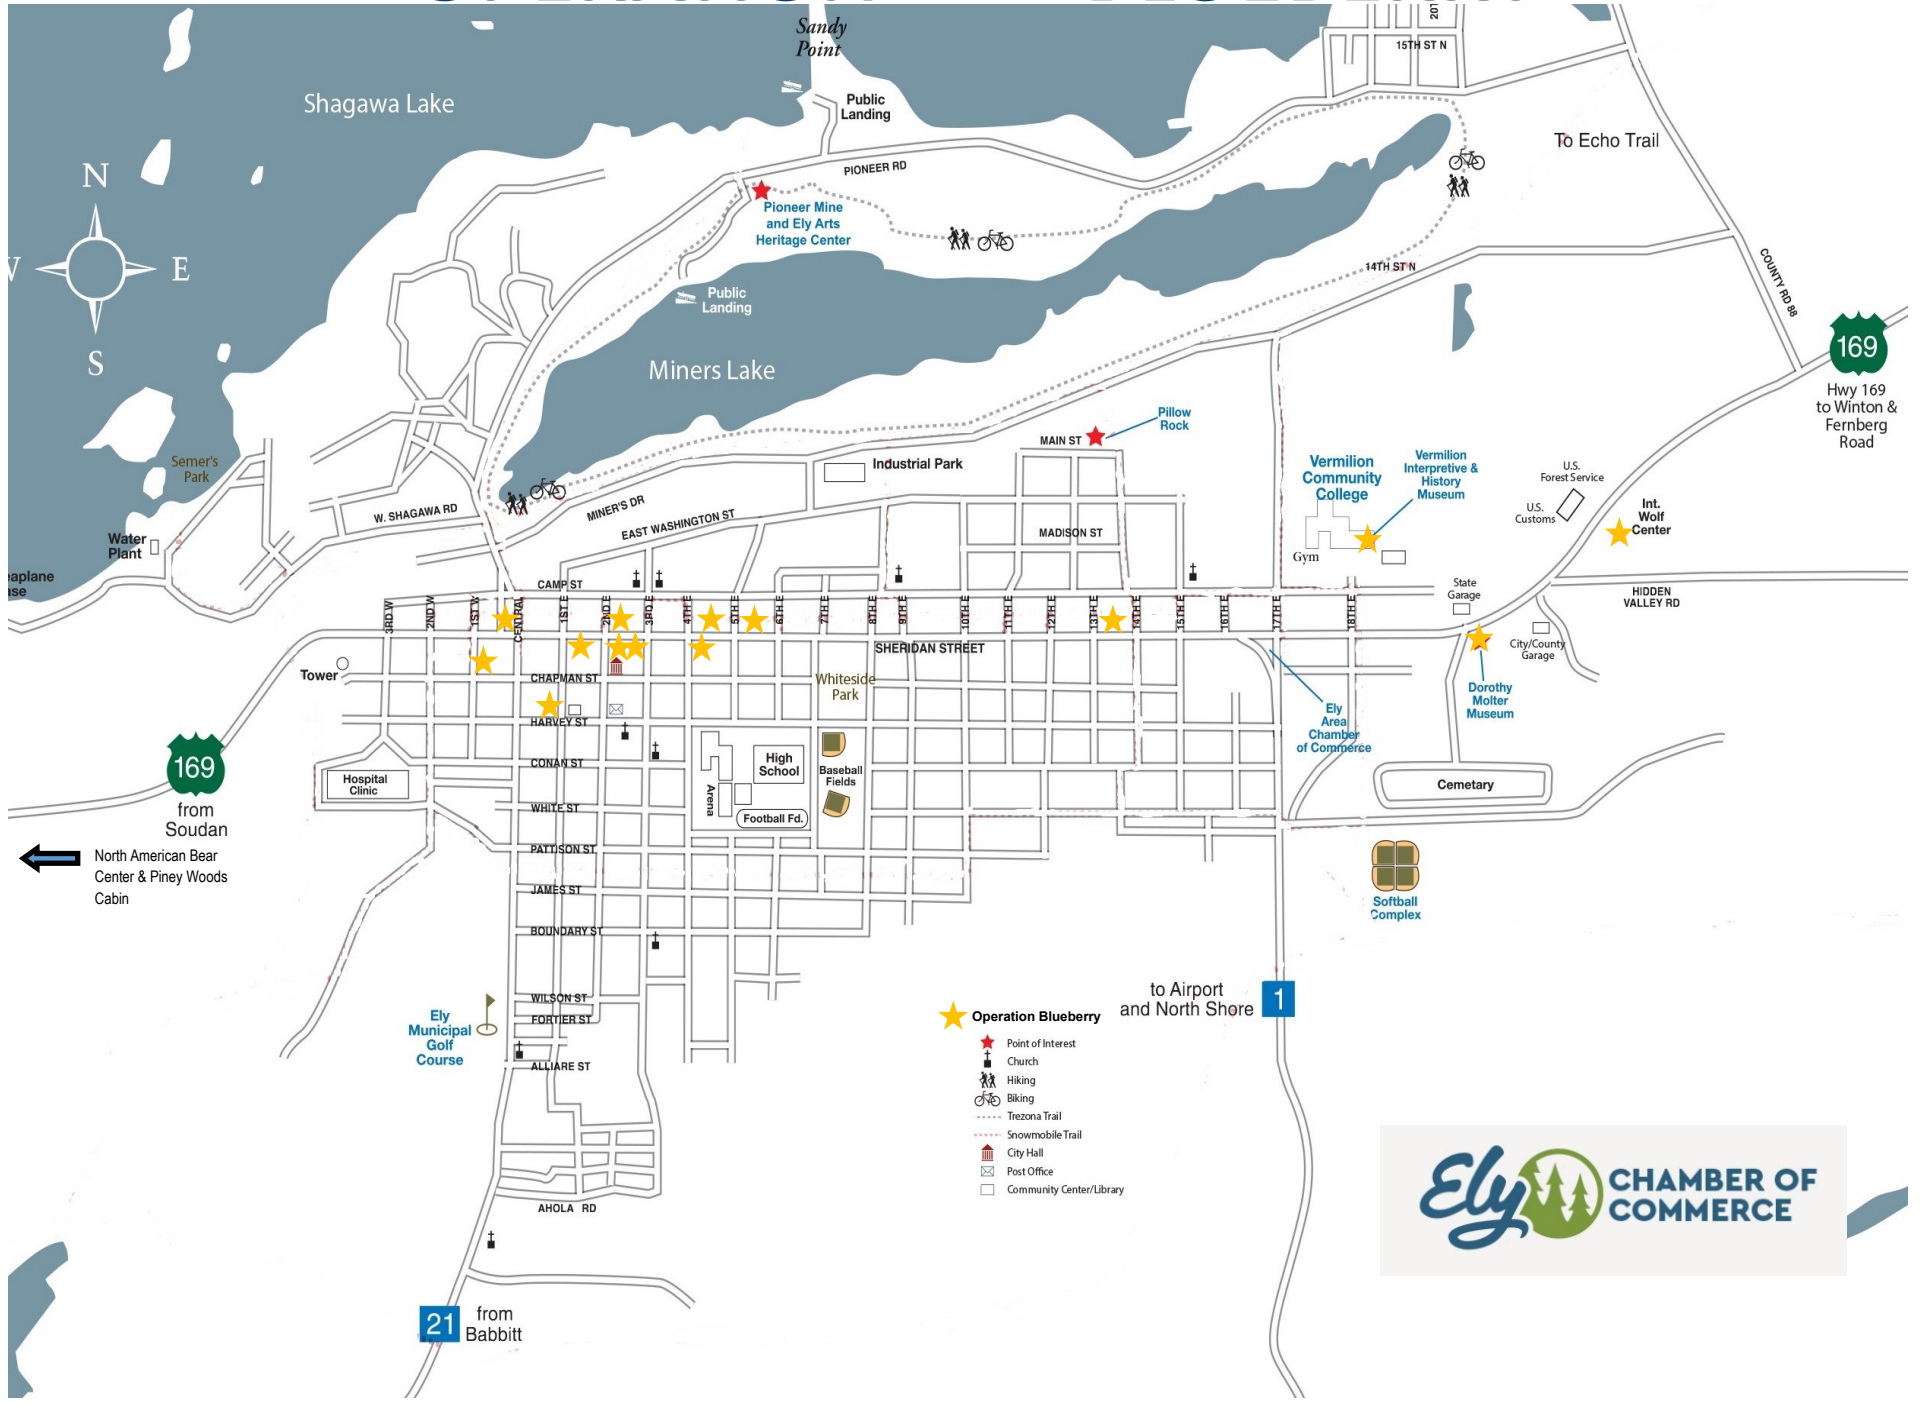 Sandy
Point
201
15TH ST N
Shagawa Lake
Public
Landing
To Echo Trail
N
PIONEER RD
Pioneer Mine
and Ely Arts
Heritage Center
E
14TH ST N
COUNTY RD 88
Public
Landing
169
S
Miners Lake
Hwy 169
to Winton &
Fernberg
Road
Pillow
Rock
MAIN ST
Semer's
Park
Industrial Park
Vermilion
Community
College
Vermilion
Interpretive &
History
Museum
U.S.
Forest Service
U.S.
Customs
Int.
Wolf
Center
W. SHAGAWA RD
MINER'S DR
EAST WASHINGTON ST
MADISON ST
Water
Plant
Gym
eaplane
ase
CAMP ST
State
Garage
HIDDEN
VALLEY RD
3RD W
2ND W
1ST W
CENTRAL
1ST E
2ND E
3RD E
4TH E
5TH E
6TH E
7TH E
8TH E
9TH E
10TH E
11TH E
12TH E
13TH E
14TH E
15TH E
16TH E
17TH E
18TH E
SHERIDAN STREET
City/County
Garage
Tower
CHAPMAN ST
Whiteside
Park
Dorothy
Molter
Museum
Ely
Area
Chamber
of Commerce
HARVEY ST
169
from
Soudan
CONAN ST
High
School
Baseball
Fields
Hospital
Clinic
Arena
Cemetary
WHITE ST
Football Fd.
North American Bear
Center & Piney Woods
Cabin
PATTISON ST
JAMES ST
Softball
Complex
BOUNDARY ST
to Airport
and North Shore
1
WILSON ST
FORTIER ST
Ely
Municipal
Golf
Course
ALLIARE ST
Operation Blueberry
Point of Interest
Church
Hiking
Biking
Trezona Trail
Snowmobile Trail
City Hall
Post Office
Community Center/Library
AHOLA RD
Ely
CHAMBER OF
COMMERCE
21
from
Babbitt